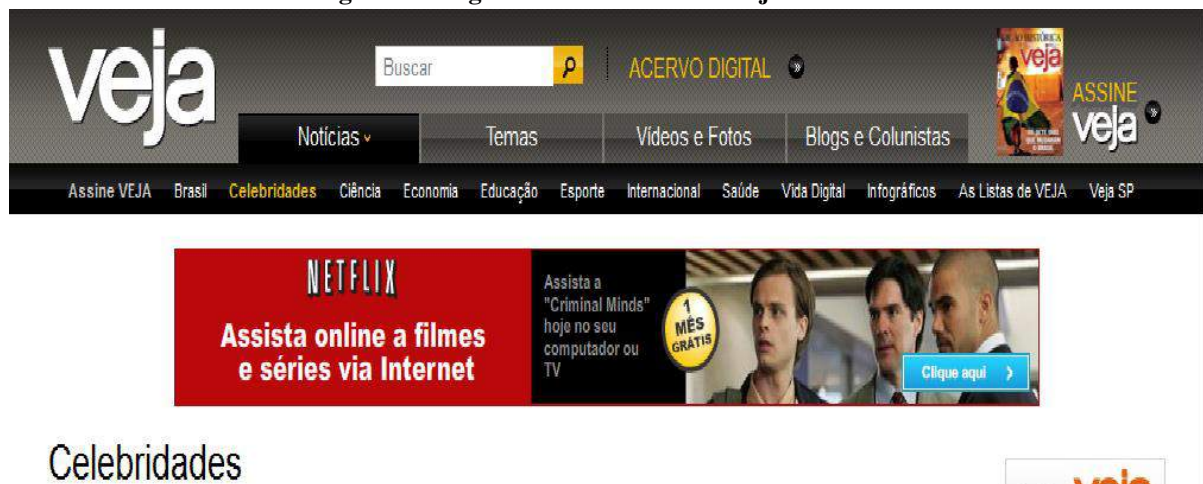 veja
Buscar
ACERVO DIGITAL
veja
ASSINE
veja
Notícias
Temas
Vídeos e Fotos
Blogs e Colunistas
Assine VEJA Brasil Celebridades Ciência Economia Educação Esporte Internacional Saúde Vida Digital Infográficos As Listas de VEJA Veja SP
NETFLIX
Assista online a filmes
e séries via Internet
Assista a
"Criminal Minds"
hoje no seu
computador ou
TV
1
MÊS
GRÁTIS
Clique aqui
Celebridades
veja